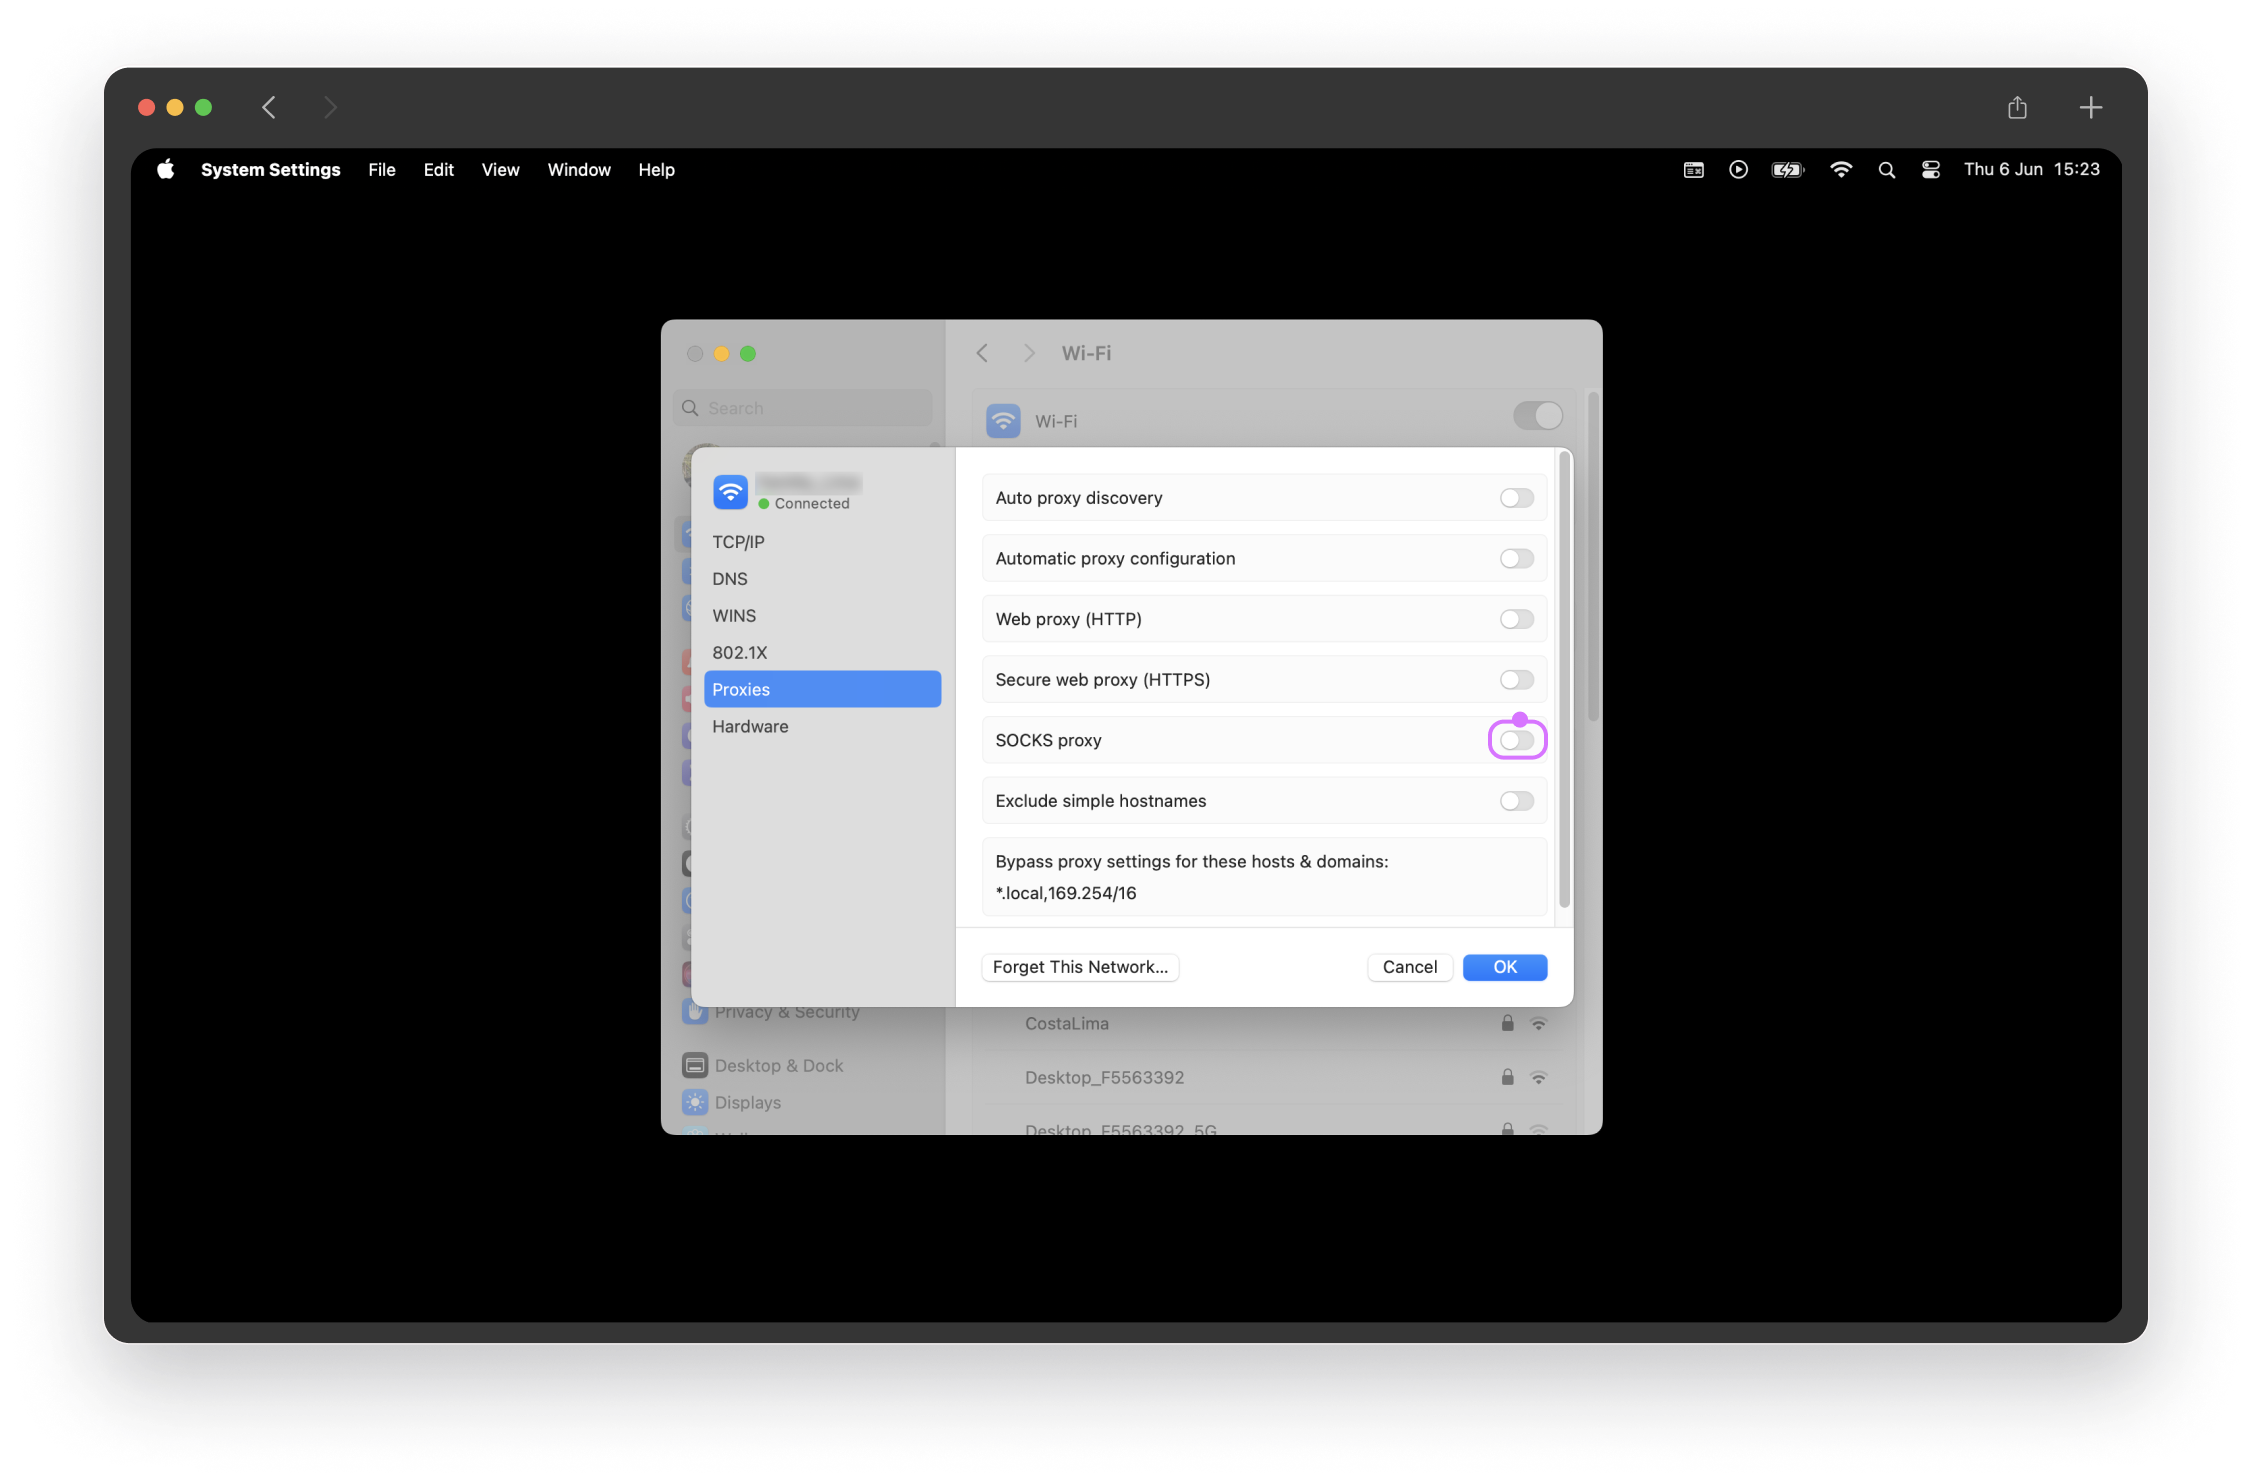 System Settings File Edit View Window Help
Thu 6 Jun 15:23
Wi-Fi
Search
Wi-Fi
Connected
TCP/IP
DNS
WINS
802.1X
Proxies
Hardware
Auto proxy discovery
Automatic proxy configuration
Web proxy (HTTP)
Secure web proxy (HTTPS)
SOCKS proxy
Exclude simple hostnames
Bypass proxy settings for these hosts & domains:
*.local,169.254/16
Forget This Network...
Cancel
OK
Privacy & Security
Desktop & Dock
Displays
CostaLima
Desktop_F5563392
Desktop_F5563392_5G